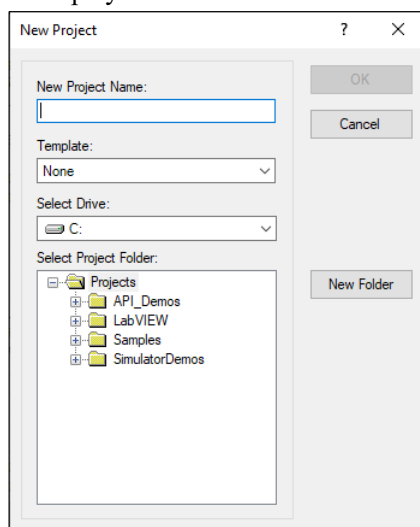 New Project
?
New Project Name:
OK
Cancel
Template:
None
Select Drive:
C:
Select Project Folder:
Projects
New Folder
API_Demos
LabVIEW
Samples
SimulatorDemos